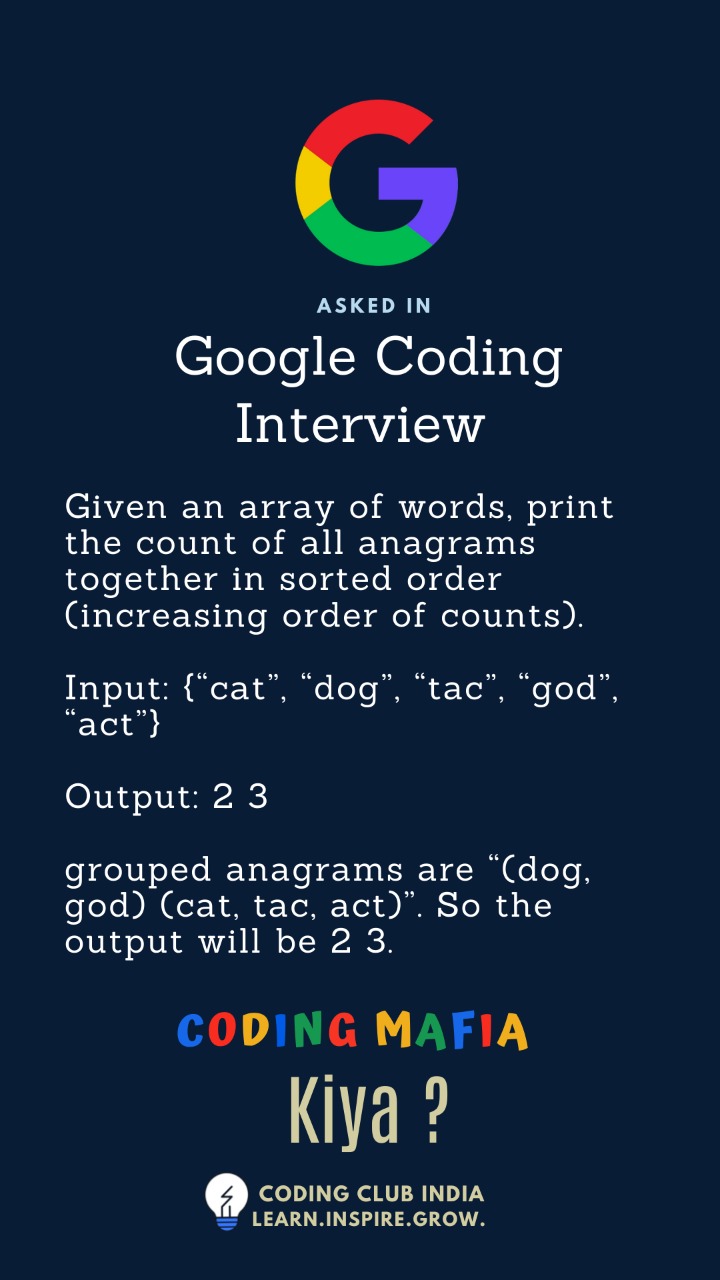 ASKED IN
Google Coding
Interview
Given an array of words, print
the count of all anagrams
together in sorted order
(increasing order of counts).
Input: {“cat”, “dog”, “tac”, “god”,
“act”}
Output: 2 3
grouped anagrams are “(dog,
god) (cat, tac, act)”. So the
output will be 2 3.
CODING MAFIA
Kiya ?
CODING CLUB INDIA
LEARN.INSPIRE.GROW.